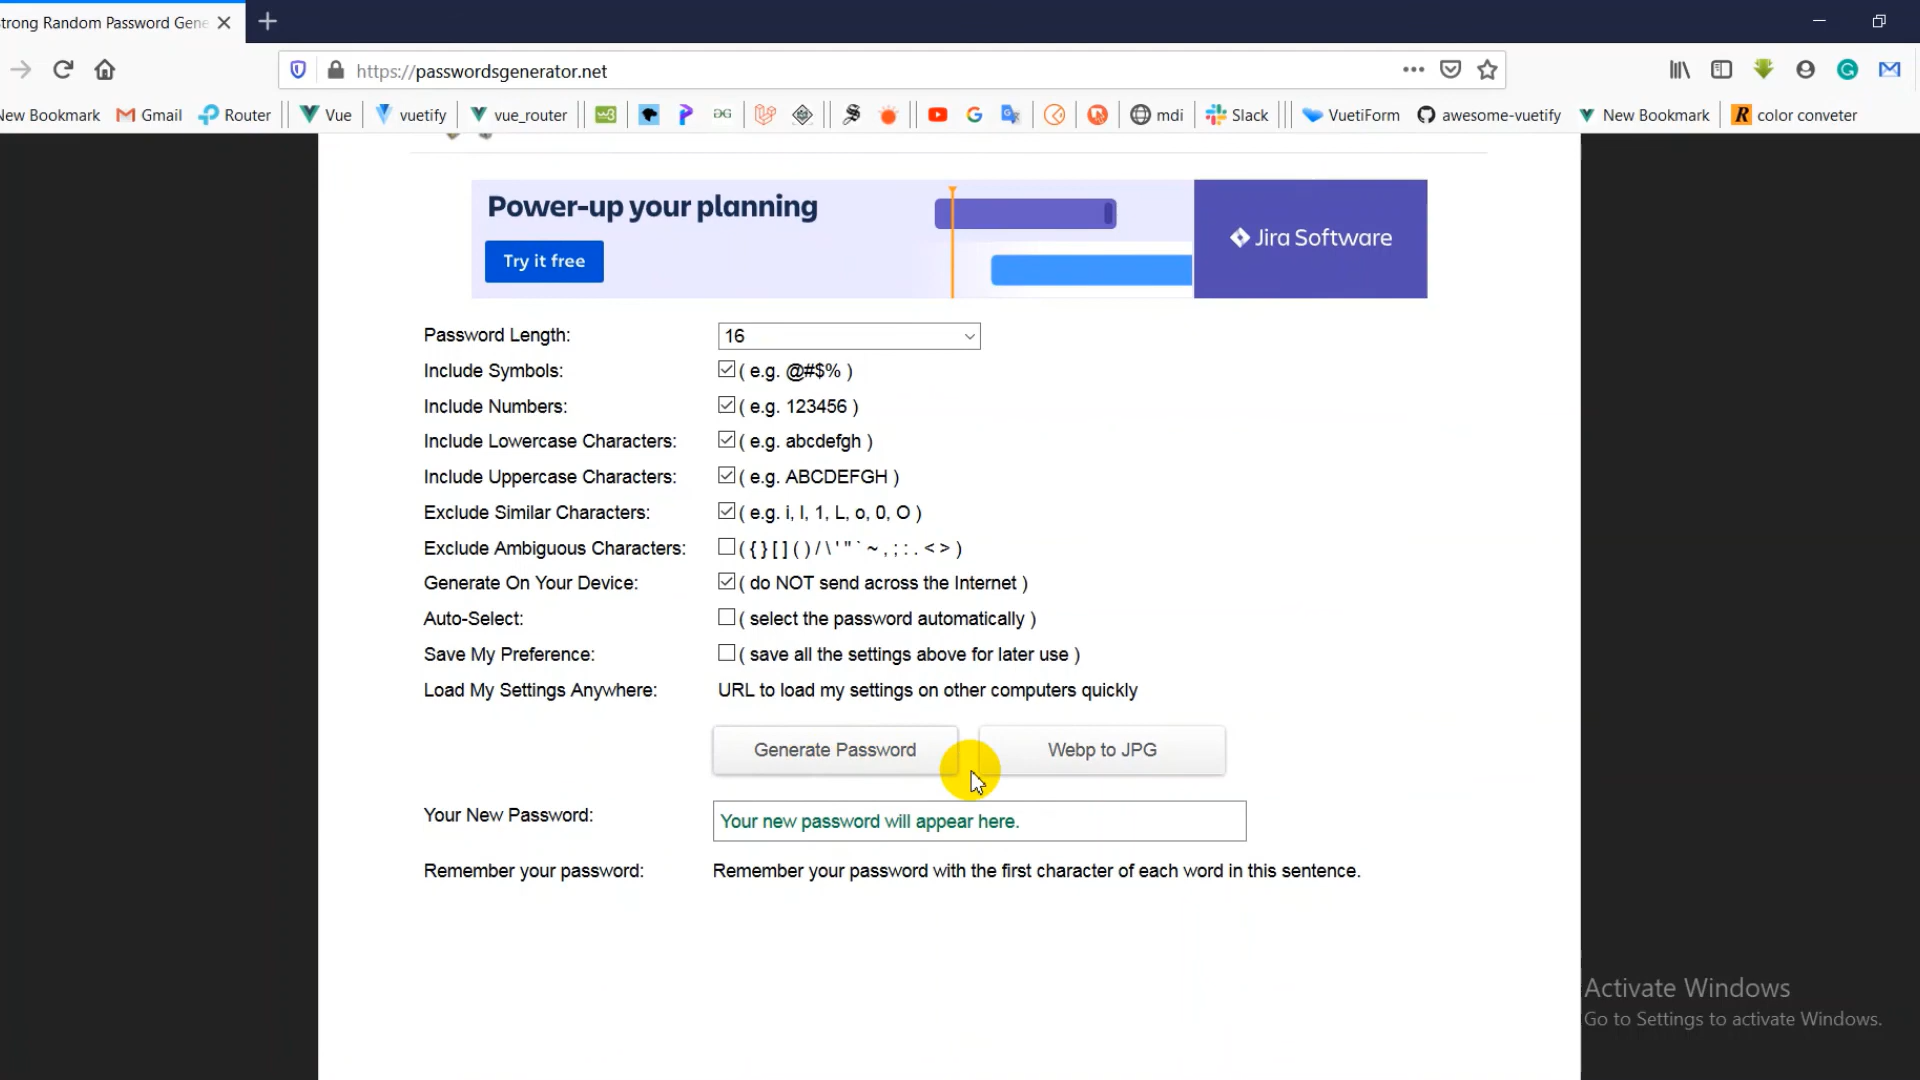 strong Random Password Gene
https://passwordsgenerator.net
New Bookmark Gmail Router Vue vuetify vue_router mdi Slack VuetiForm awesome-vuetify New Bookmark color conveter
Power-up your planning
Try it free
Jira Software
Password Length: 16
Include Symbols: ( e.g. @#$% )
Include Numbers: ( e.g. 123456 )
Include Lowercase Characters: ( e.g. abcdefgh )
Include Uppercase Characters: ( e.g. ABCDEFGH )
Exclude Similar Characters: ( e.g. i, l, 1, L, o, 0, O )
Exclude Ambiguous Characters: ( { } [ ] ( ) / \ ' " ` ~ , ; : . < > )
Generate On Your Device: ( do NOT send across the Internet )
Auto-Select: ( select the password automatically )
Save My Preference: ( save all the settings above for later use )
Load My Settings Anywhere: URL to load my settings on other computers quickly
Generate Password Webp to JPG
Your New Password: Your new password will appear here.
Remember your password: Remember your password with the first character of each word in this sentence.
Activate Windows
Go to Settings to activate Windows.